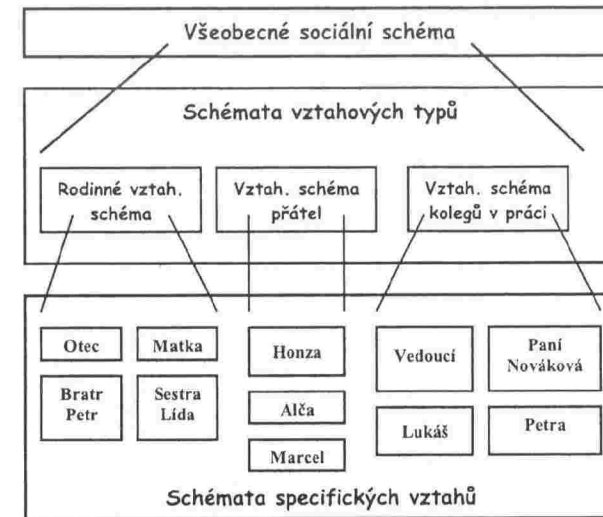 Všeobecné sociální schéma
Schémata vztahových typů
Rodinné vztah.
schéma
Vztah. schéma
přátel
Vztah. schéma
kolegů v práci
Otec
Matka
Bratr
Petr
Sestra
Lída
Honza
Alča
Marcel
Vedoucí
Paní
Nováková
Lukáš
Petra
Schémata specifických vztahů